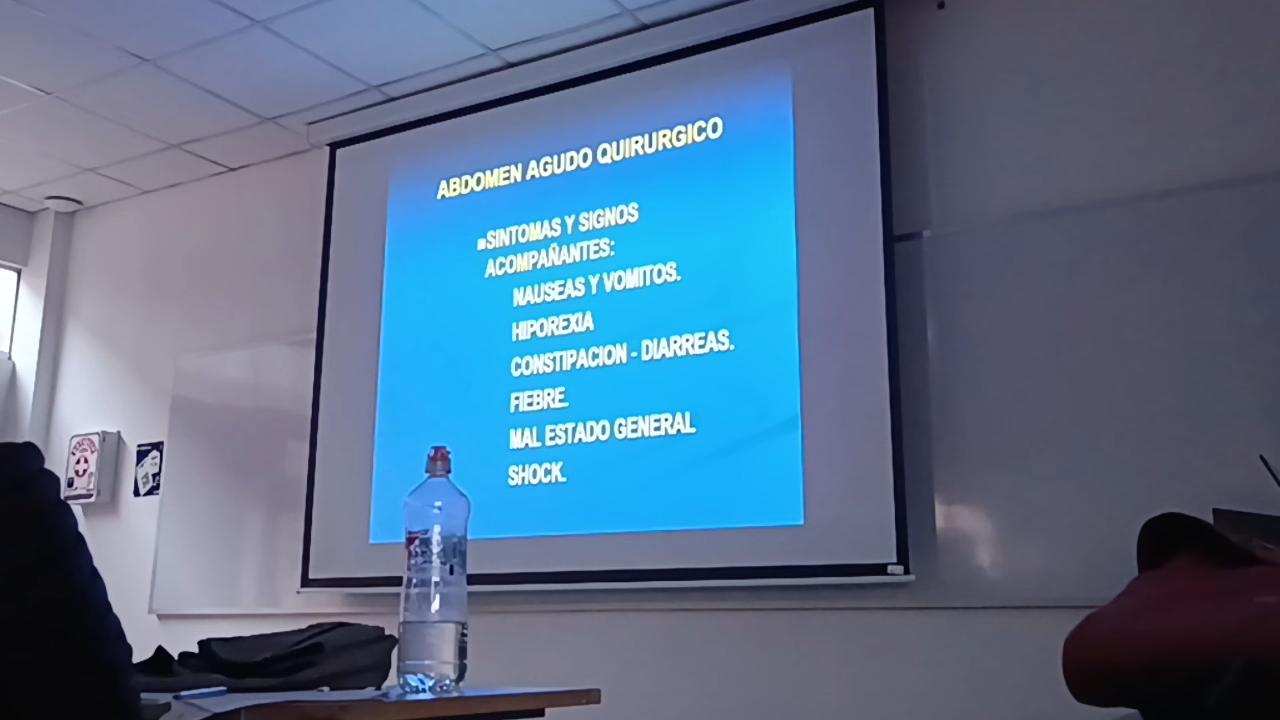 ABDOMEN AGUDO QUIRURGICO
SINTOMAS Y SIGNOS
ACOMPAÑANTES:
NAUSEAS Y VOMITOS.
HIPOREXIA
CONSTIPACION - DIARREAS.
FIEBRE.
MAL ESTADO GENERAL
SHOCK.